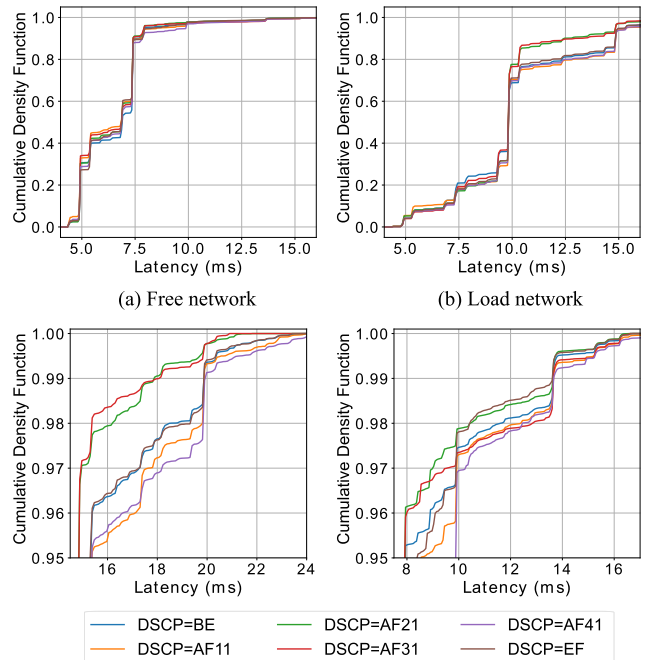 1.0
0.8
0.6
0.4
0.2
0.0
Cumulative Density Function
5.0 7.5 10.0 12.5 15.0
Latency (ms)
(a) Free network
1.0
0.8
0.6
0.4
0.2
0.0
Cumulative Density Function
5.0 7.5 10.0 12.5 15.0
Latency (ms)
(b) Load network
1.00
0.99
0.98
0.97
0.96
0.95
Cumulative Density Function
16 18 20 22 24
Latency (ms)
1.00
0.99
0.98
0.97
0.96
0.95
Cumulative Density Function
8 10 12 14 16
Latency (ms)
DSCP=BE DSCP=AF21 DSCP=AF41
DSCP=AF11 DSCP=AF31 DSCP=EF